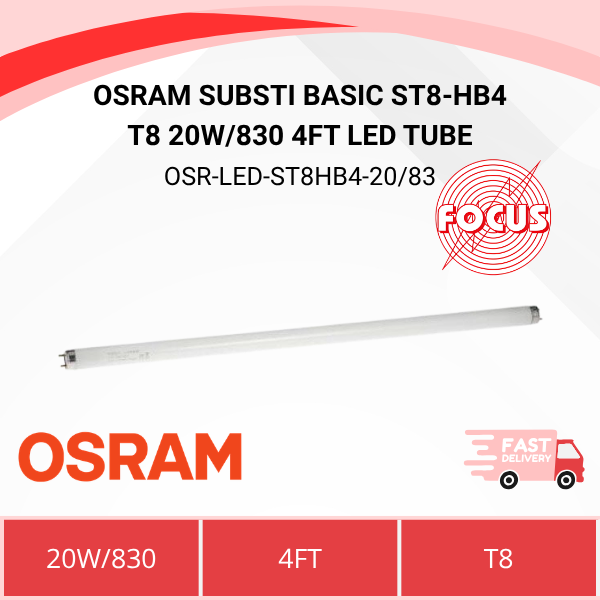 OSRAM SUBSTI BASIC ST8-HB4
T8 20W/830 4FT LED TUBE
OSR-LED-ST8HB4-20/83
FOCUS
OSRAM
FAST
DELIVERY
20W/830
4FT
T8